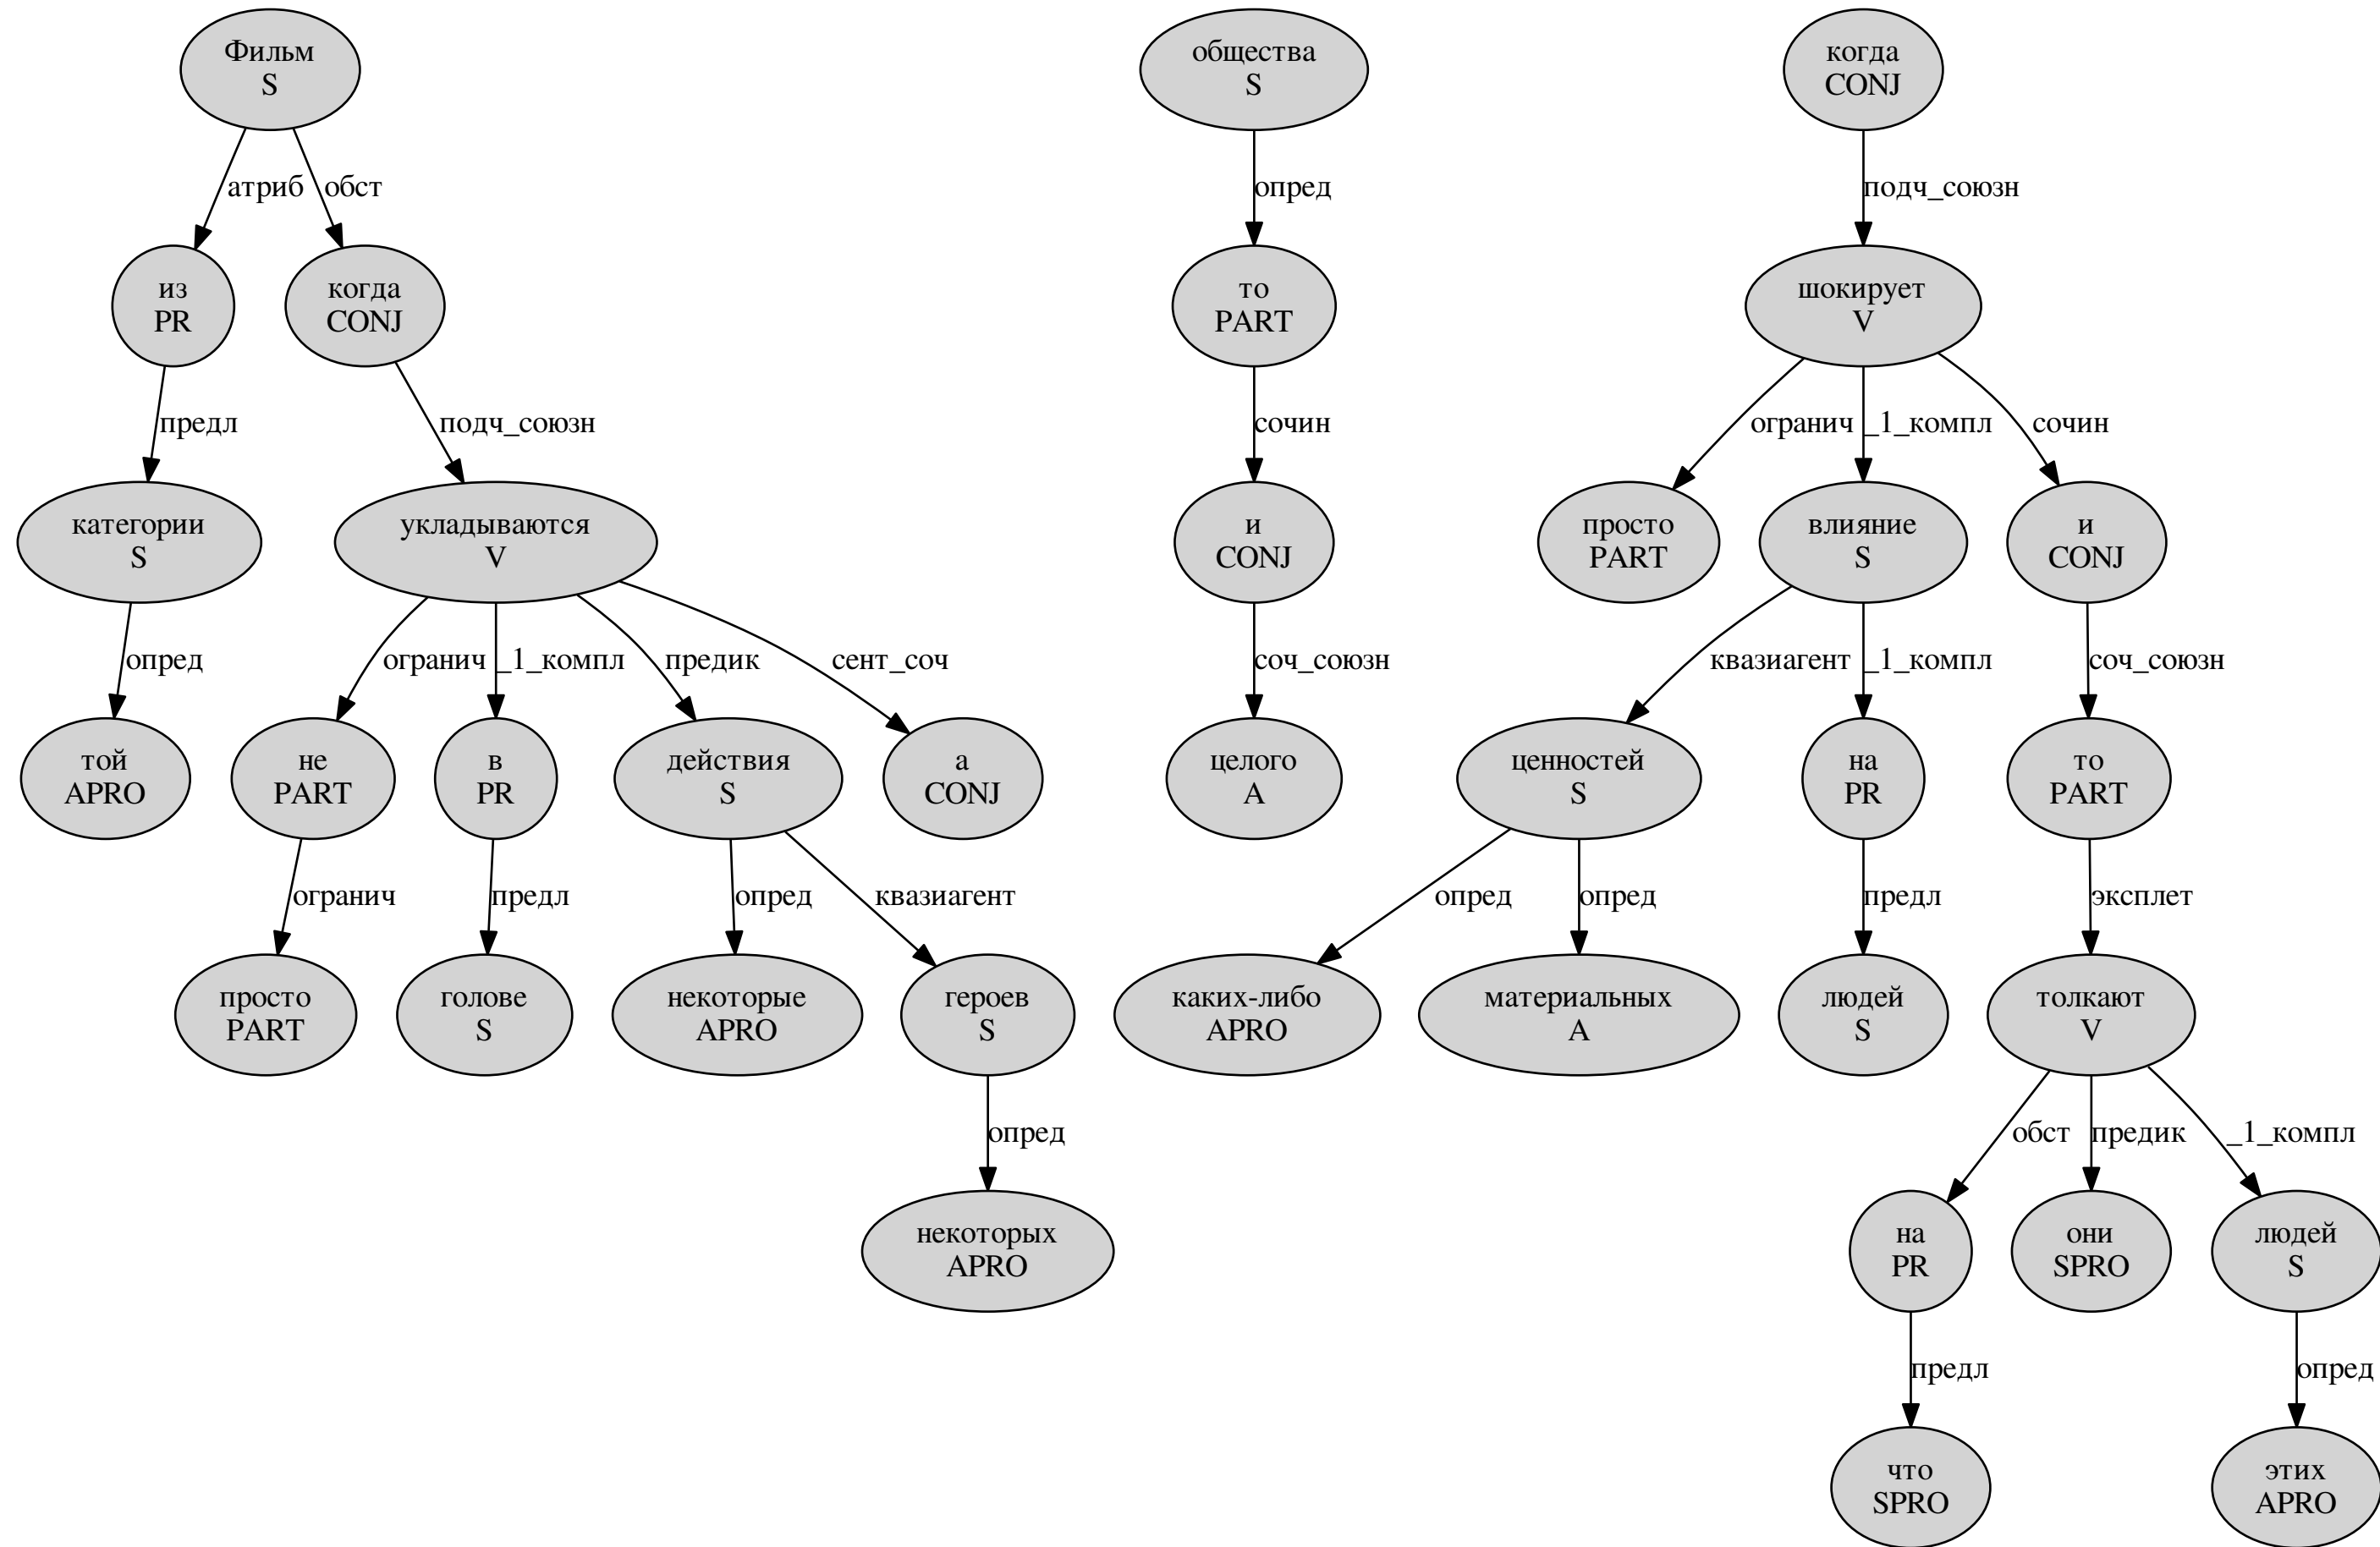 Фильм
S
общества
S
когда
CONJ
атриб
обст
опред
подч_союзн
из
PR
когда
CONJ
то
PART
шокирует
V
предл
подч_союзн
сочин
огранич
_1_компл
сочин
категории
S
укладываются
V
и
CONJ
просто
PART
влияние
S
и
CONJ
опред
огранич
_1_компл
предик
сент_соч
соч_союзн
квазиагент
_1_компл
соч_союзн
той
APRO
не
PART
в
PR
действия
S
а
CONJ
целого
A
ценностей
S
на
PR
то
PART
огранич
предл
опред
квазиагент
опред
опред
предл
эксплет
просто
PART
голове
S
некоторые
APRO
героев
S
каких-либо
APRO
материальных
A
людей
S
толкают
V
опред
обст
предик
_1_компл
некоторых
APRO
на
PR
они
SPRO
людей
S
предл
опред
что
SPRO
этих
APRO